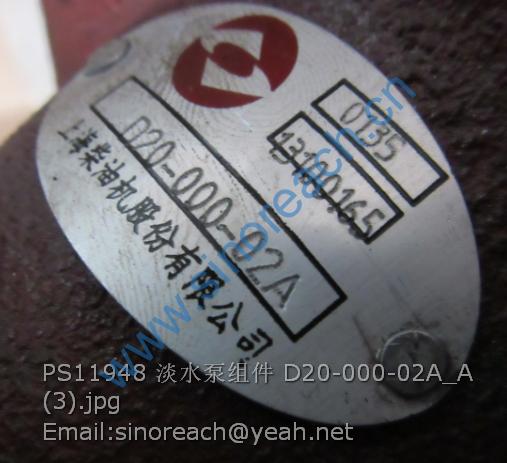 0135
13100165
D20-000-02A
上海柴油机股份有限公司
www.sinoreach.cn
PS11948 淡水泵组件 D20-000-02A_A
(3).jpg
Email:sinoreach@yeah.net